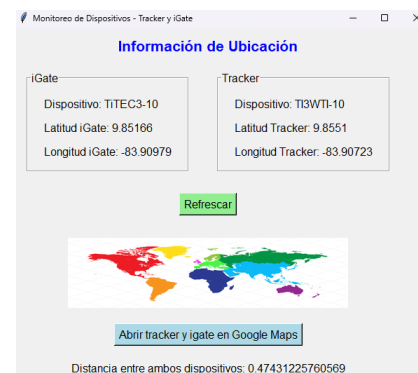 Monitoreo de Dispositivos - Tracker y iGate
Información de Ubicación
iGate
Dispositivo: TiTEC3-10
Latitud iGate: 9.85166
Longitud iGate: -83.90979
Tracker
Dispositivo: TI3WTI-10
Latitud Tracker: 9.8551
Longitud Tracker: -83.90723
Refrescar
Abrir tracker y igate en Google Maps
Distancia entre ambos dispositivos: 0.47431225760569